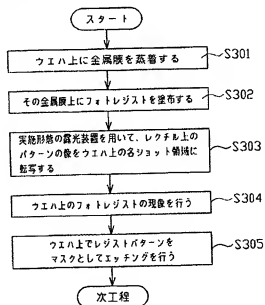 スタート
ウエハ上に金属膜を蒸着する
S301
その金属膜上にフォトレジストを塗布する
S302
実施形態の露光装置を用いて、レクチル上の
パターンの像をウエハ上の各ショット領域に
転写する
S303
ウエハ上のフォトレジストの現像を行う
S304
ウエハ上でレジストパターンを
マスクとしてエッチングを行う
S305
次工程